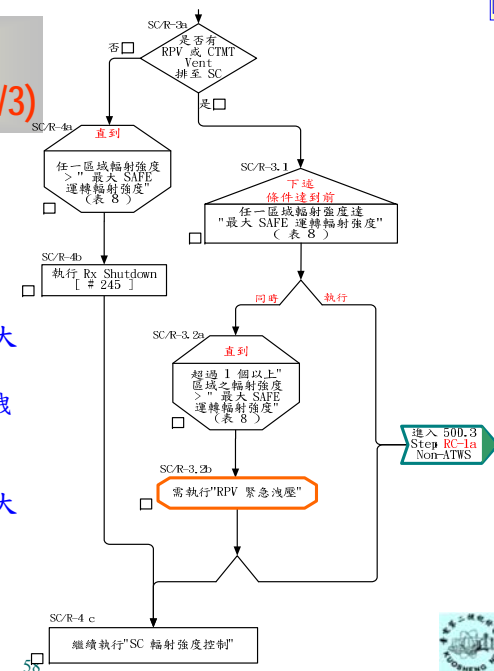 /3)
SC/R-3a
是否有
RPV 或 CTMT
Vent
排至 SC
否
是
SC/R-4a
直到
任一區域輻射強度
> " 最大 SAFE
運轉輻射強度"
(表 8 )
SC/R-4b
執行 Rx Shutdown
[ # 245 ]
SC/R-3.1
下述
條件達到前
任一區域輻射強度達
"最大 SAFE 運轉輻射強度"
( 表 8 )
同時
執行
SC/R-3.2a
直到
超過 1 個以上"
區域之輻射強度
> " 最大 SAFE
運轉輻射強度"
(表 8 )
進入 500.3
Step RC-1a
Non-ATWS
SC/R-3.2b
需執行"RPV 緊急洩壓"
大
洩
大
SC/R-4 c
繼續執行"SC 輻射強度控制"
58
KUOSHENG